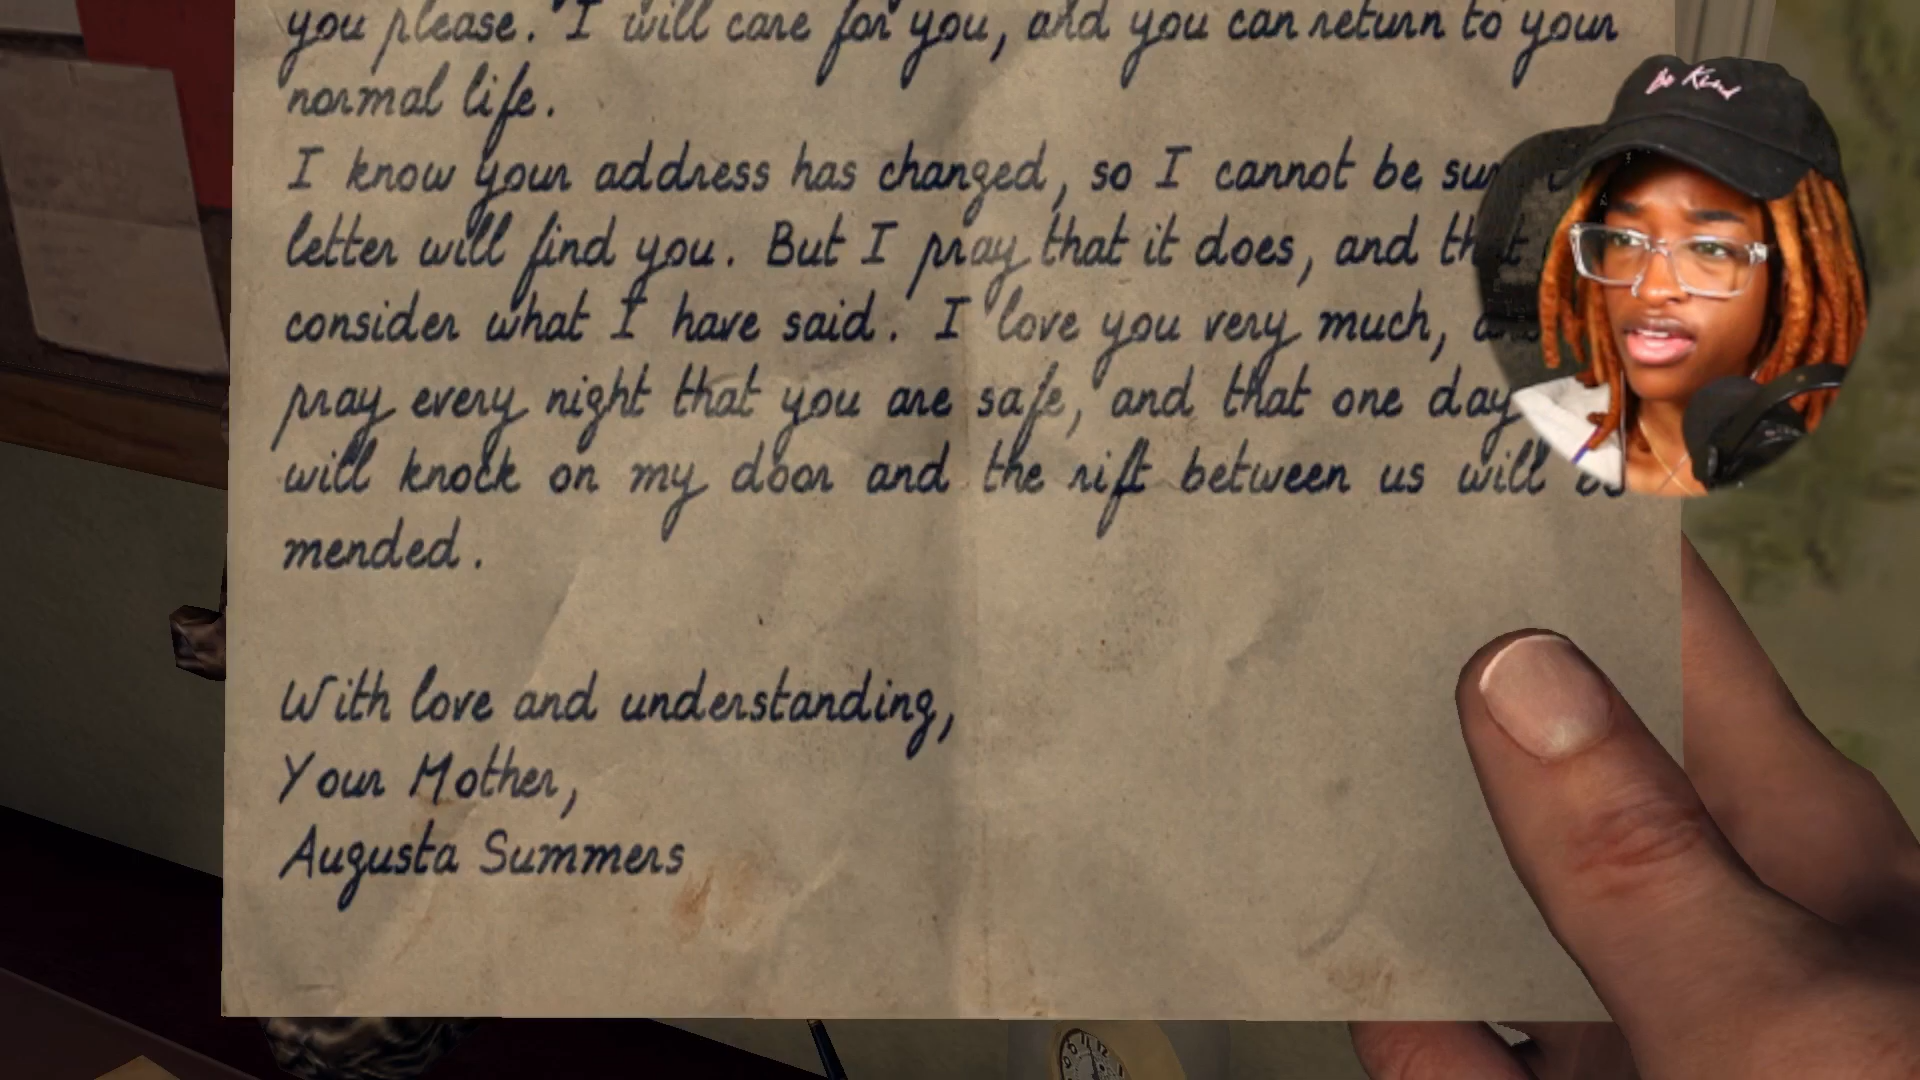 you please. I will care for you, and you can return to your
normal life.
I know your address has changed, so I cannot be
letter will find you. But I pray that it does, and
consider what I have said. I love you very much,
pray every night that you are safe, and that one day
will knock on my door and the rift between us will
mended.
With love and understanding,
Your Mother,
Augusta Summers
Be Kind